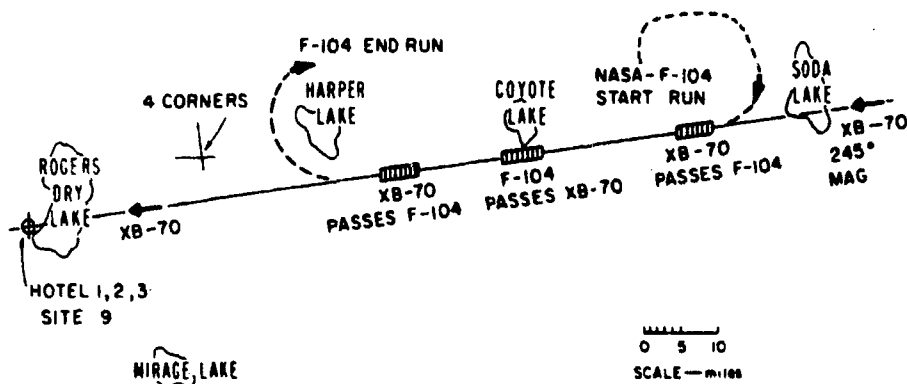 F-104 END RUN
NASA-F-104
START RUN
SODA
LAKE
HARPER
LAKE
COYOTE
LAKE
4 CORNERS
XB-70
245°
MAG
XB-70
PASSES F-104
F-104
PASSES XB-70
XB-70
PASSES F-104
ROGERS
DRY
LAKE
XB-70
HOTEL 1,2,3
SITE 9
MIRAGE LAKE
0 5 10
SCALE—miles